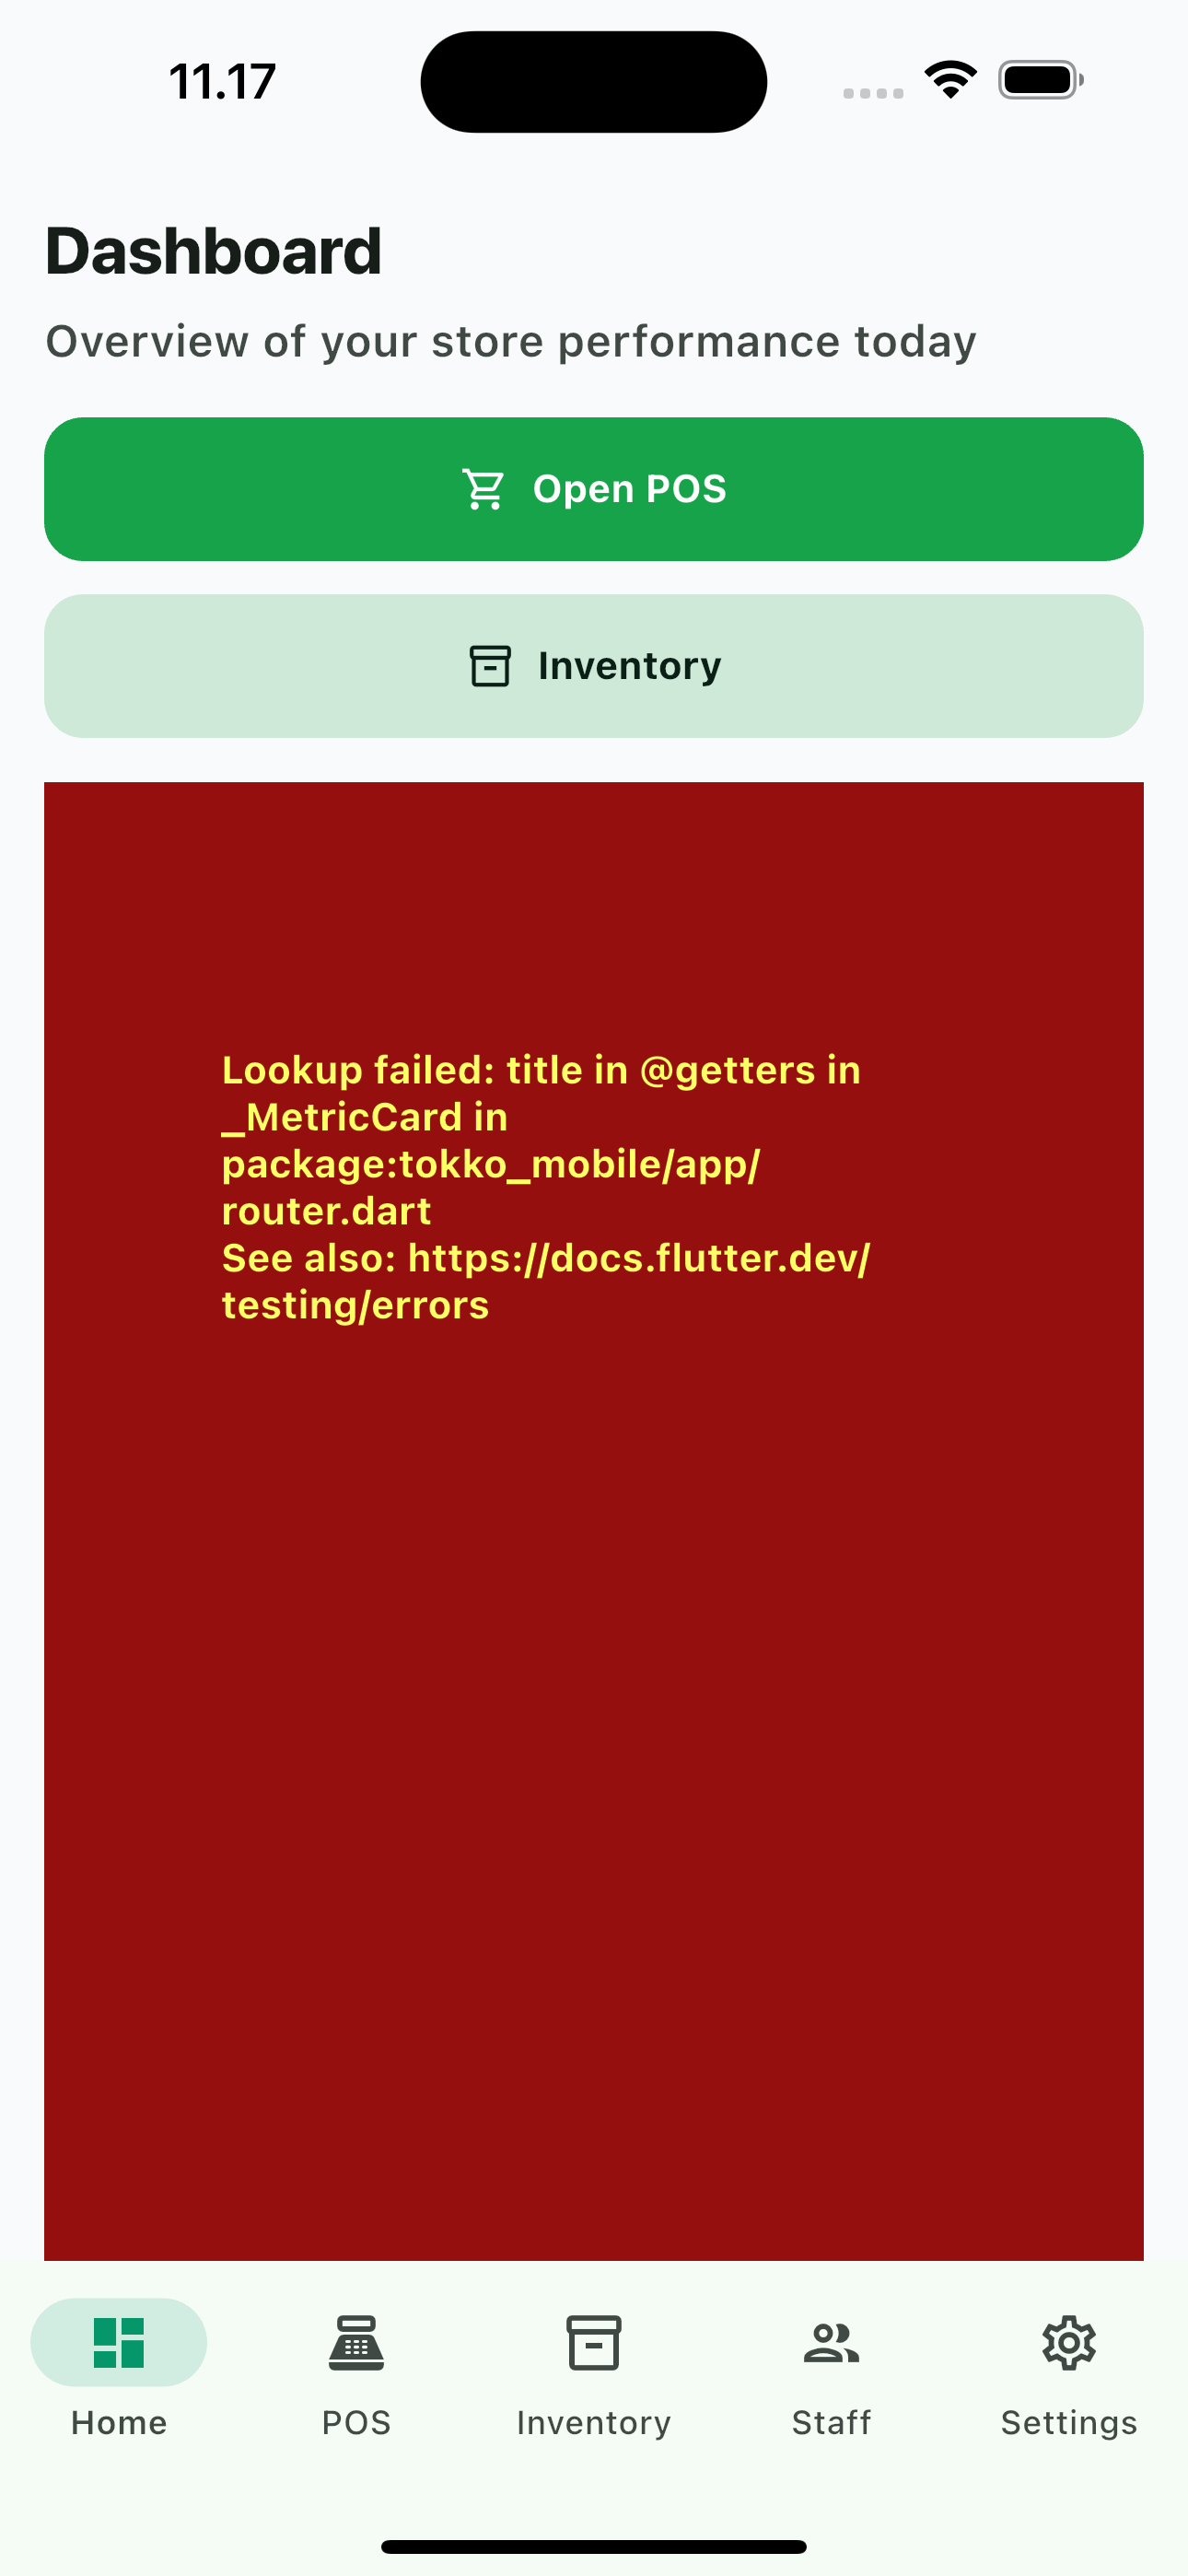 11.17
Dashboard
Overview of your store performance today
Open POS
Inventory
Lookup failed: title in @getters in
_MetricCard in
package:tokko_mobile/app/
router.dart
See also: https://docs.flutter.dev/
testing/errors
Home
POS
Inventory
Staff
Settings